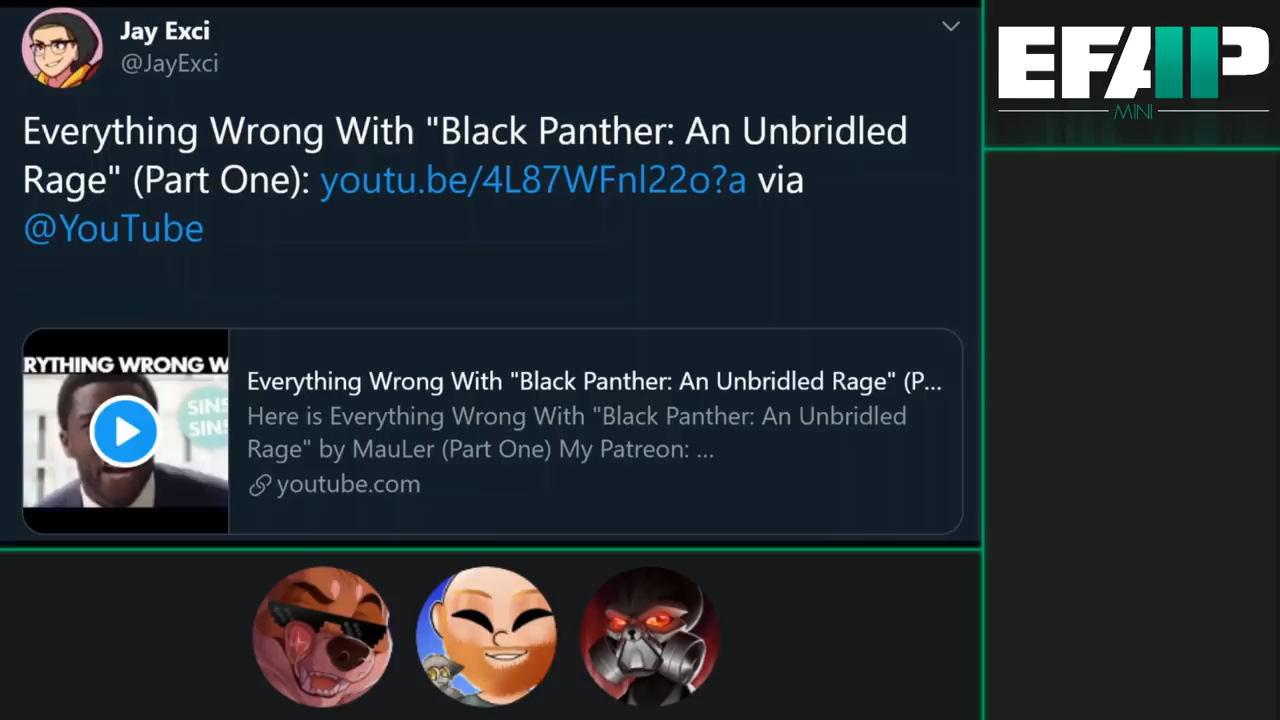 Jay Exci
@JayExci
Everything Wrong With "Black Panther: An Unbridled
Rage" (Part One): youtu.be/4L87WFnl22o?a via
@YouTube
RYTHING WRONG W
SINS
SINS
Everything Wrong With "Black Panther: An Unbridled Rage" (P...
Here is Everything Wrong With "Black Panther: An Unbridled
Rage" by MauLer (Part One) My Patreon: ...
youtube.com
EFAP
MINI